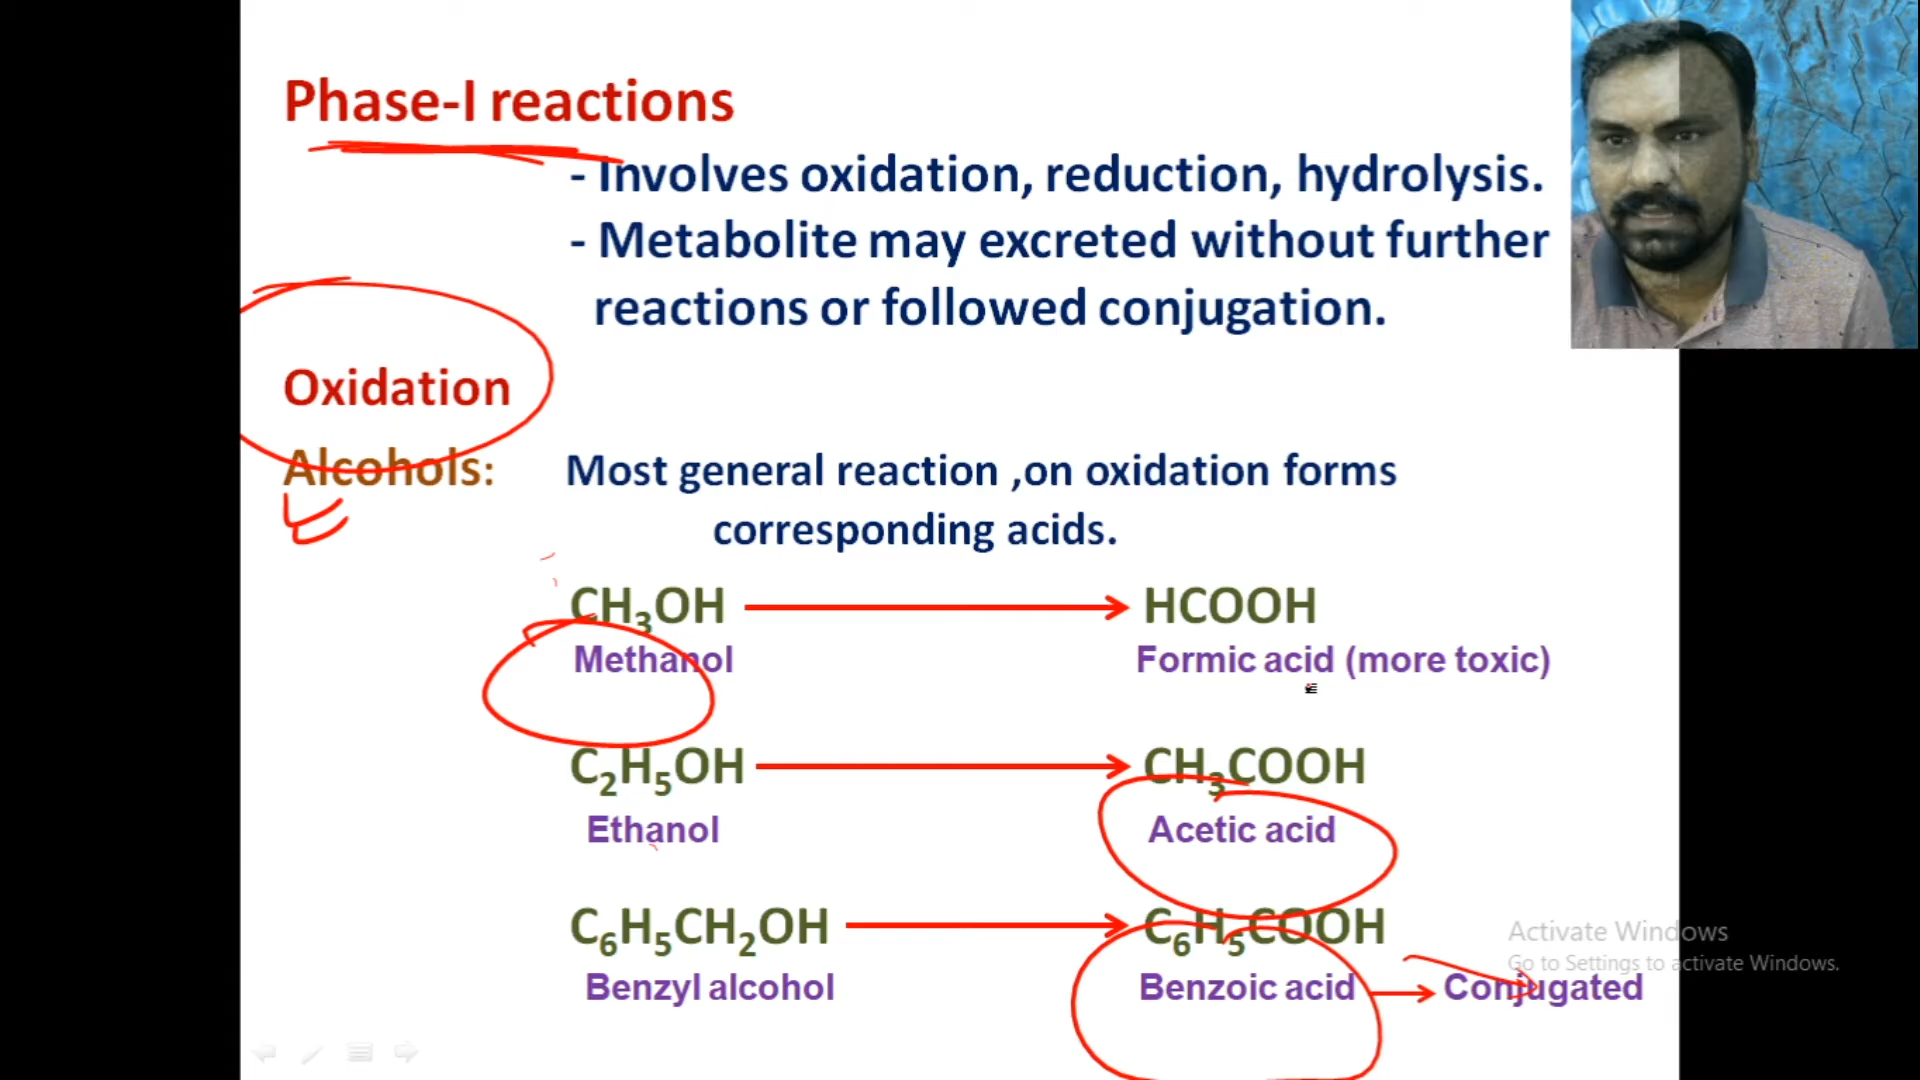 Phase-I reactions
- Involves oxidation, reduction, hydrolysis.
- Metabolite may excreted without further
reactions or followed conjugation.
Oxidation
Alcohols: Most general reaction ,on oxidation forms
corresponding acids.
CH₃OH HCOOH
Methanol Formic acid (more toxic)
C₂H₅OH CH₃COOH
Ethanol Acetic acid
C₆H₅CH₂OH C₆H₅COOH
Benzyl alcohol Benzoic acid Conjugated
Activate Windows
Go to Settings to activate Windows.